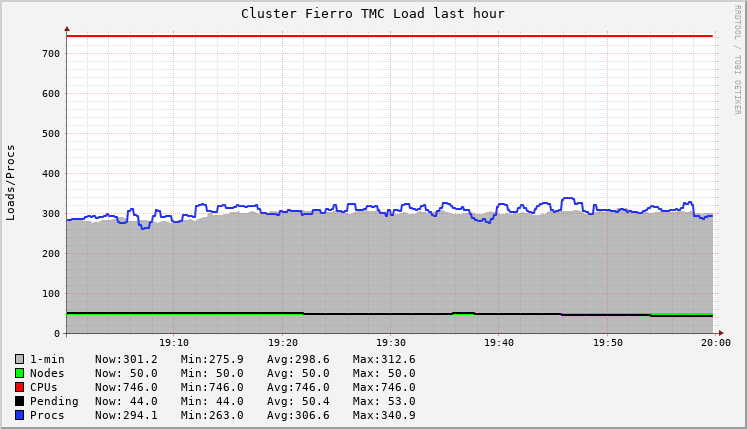 Cluster Fierro TMC Load last hour
RRDTOOL / TOBI OETIKER
Loads/Procs
700
600
500
400
300
200
100
0
19:10 19:20 19:30 19:40 19:50 20:00
1-min Now:301.2 Min:275.9 Avg:298.6 Max:312.6
Nodes Now: 50.0 Min: 50.0 Avg: 50.0 Max: 50.0
CPUs Now:746.0 Min:746.0 Avg:746.0 Max:746.0
Pending Now: 44.0 Min: 44.0 Avg: 50.4 Max: 53.0
Procs Now:294.1 Min:263.0 Avg:306.6 Max:340.9